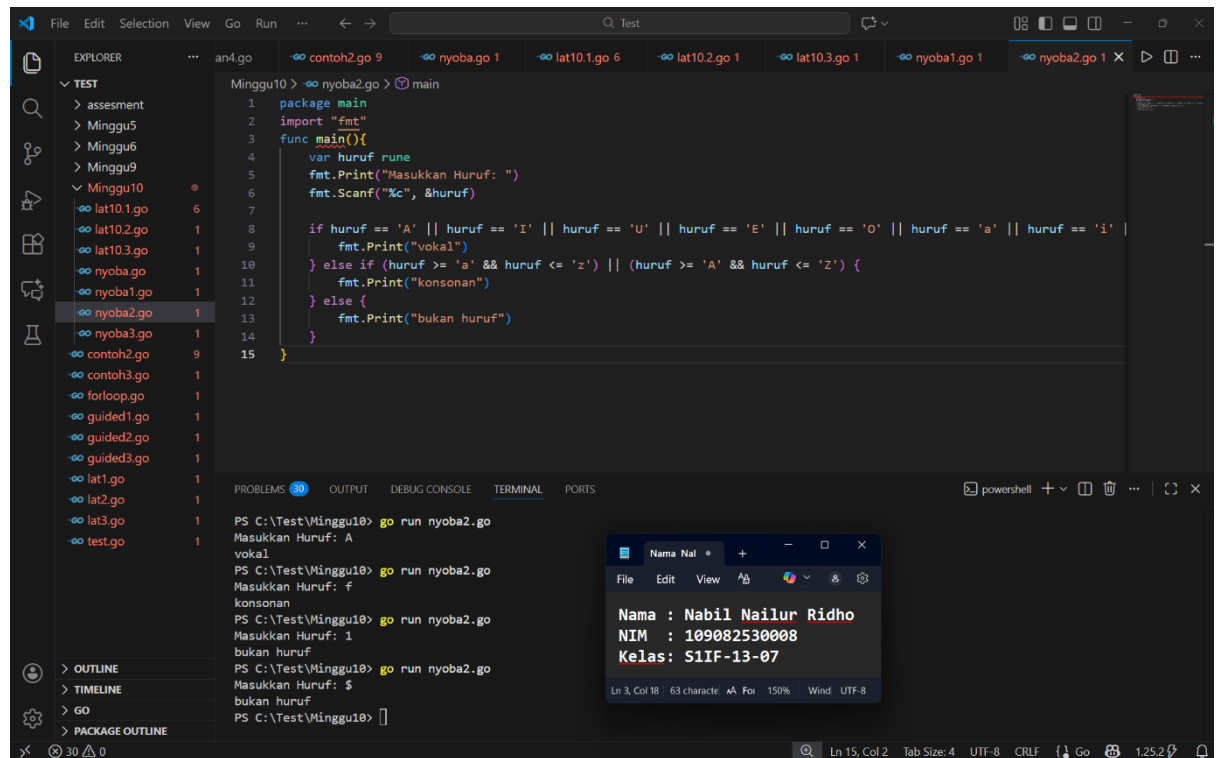 File Edit Selection View Go Run ... Test
EXPLORER ...
TEST
assesment
Minggu5
Minggu6
Minggu9
Minggu10
lat10.1.go 6
lat10.2.go 1
lat10.3.go 1
nyoba.go 1
nyoba1.go 1
nyoba2.go 1
nyoba3.go 1
contoh2.go 9
contoh3.go 1
forloop.go 1
guided1.go 1
guided2.go 1
guided3.go 1
lat1.go 1
lat2.go 1
lat3.go 1
test.go 1
OUTLINE
TIMELINE
GO
PACKAGE OUTLINE
an4.go contoh2.go 9 nyoba.go 1 lat10.1.go 6 lat10.2.go 1 lat10.3.go 1 nyoba1.go 1 nyoba2.go 1
Minggu10 > nyoba2.go > main
1 package main
2 import "fmt"
3 func main(){
4 var huruf rune
5 fmt.Print("Masukkan Huruf: ")
6 fmt.Scanf("%c", &huruf)
7
8 if huruf == 'A' || huruf == 'I' || huruf == 'U' || huruf == 'E' || huruf == 'O' || huruf == 'a' || huruf == 'i' |
9 fmt.Print("vokal")
10 } else if (huruf >= 'a' && huruf <= 'z') || (huruf >= 'A' && huruf <= 'Z') {
11 fmt.Print("konsonan")
12 } else {
13 fmt.Print("bukan huruf")
14 }
15 }
PROBLEMS 30 OUTPUT DEBUG CONSOLE TERMINAL PORTS powershell
PS C:\Test\Minggu10> go run nyoba2.go
Masukkan Huruf: A
vokal
PS C:\Test\Minggu10> go run nyoba2.go
Masukkan Huruf: f
konsonan
PS C:\Test\Minggu10> go run nyoba2.go
Masukkan Huruf: 1
bukan huruf
PS C:\Test\Minggu10> go run nyoba2.go
Masukkan Huruf: $
bukan huruf
PS C:\Test\Minggu10>
Nama Nal
File Edit View
Nama : Nabil Nailur Ridho
NIM : 109082530008
Kelas: S1IF-13-07
Ln 3, Col 18 63 characte For 150% Wind UTF-8
30 0 Ln 15, Col 2 Tab Size: 4 UTF-8 CRLF {} Go 1.25.2